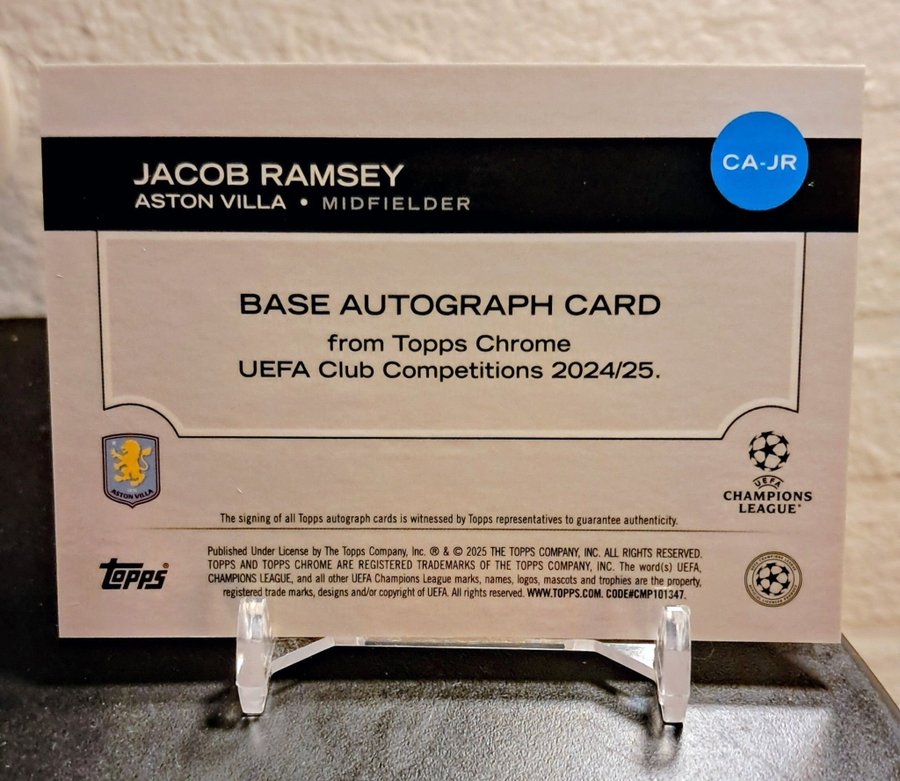 JACOB RAMSEY
ASTON VILLA • MIDFIELDER
CA-JR
BASE AUTOGRAPH CARD
from Topps Chrome
UEFA Club Competitions 2024/25.
ASTON VILLA
UEFA
CHAMPIONS
LEAGUE®
The signing of all Topps autograph cards is witnessed by Topps representatives to guarantee authenticity.
topps®
Published Under License by The Topps Company, Inc. ® & © 2025 THE TOPPS COMPANY, INC. ALL RIGHTS RESERVED.
TOPPS AND TOPPS CHROME ARE REGISTERED TRADEMARKS OF THE TOPPS COMPANY, INC. The word(s) UEFA,
CHAMPIONS LEAGUE, and all other UEFA Champions League marks, names, logos, mascots and trophies are the property,
registered trade marks, designs and/or copyright of UEFA. All rights reserved. WWW.TOPPS.COM. CODE#CMP101347.